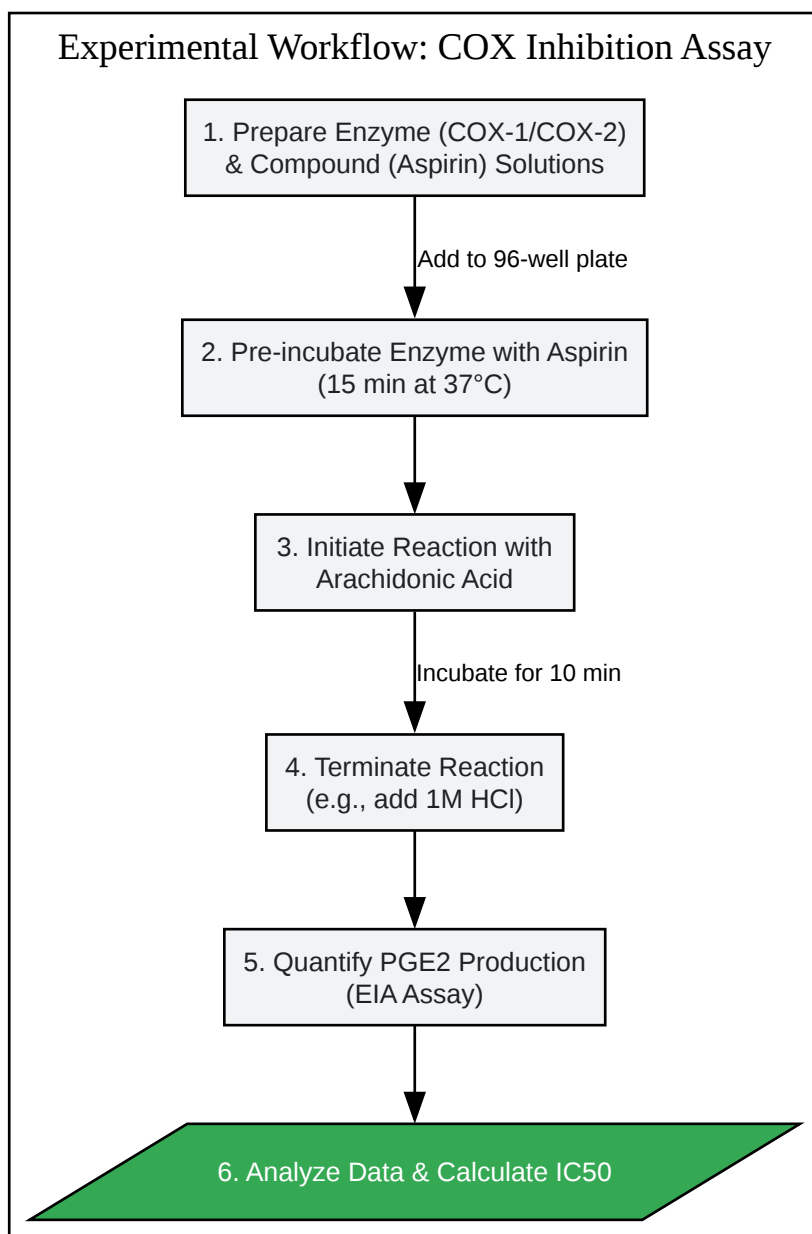 Experimental Workflow: COX Inhibition Assay
1. Prepare Enzyme (COX-1/COX-2)
& Compound (Aspirin) Solutions
Add to 96-well plate
2. Pre-incubate Enzyme with Aspirin
(15 min at 37°C)
3. Initiate Reaction with
Arachidonic Acid
Incubate for 10 min
4. Terminate Reaction
(e.g., add 1M HCl)
5. Quantify PGE2 Production
(EIA Assay)
6. Analyze Data & Calculate IC50